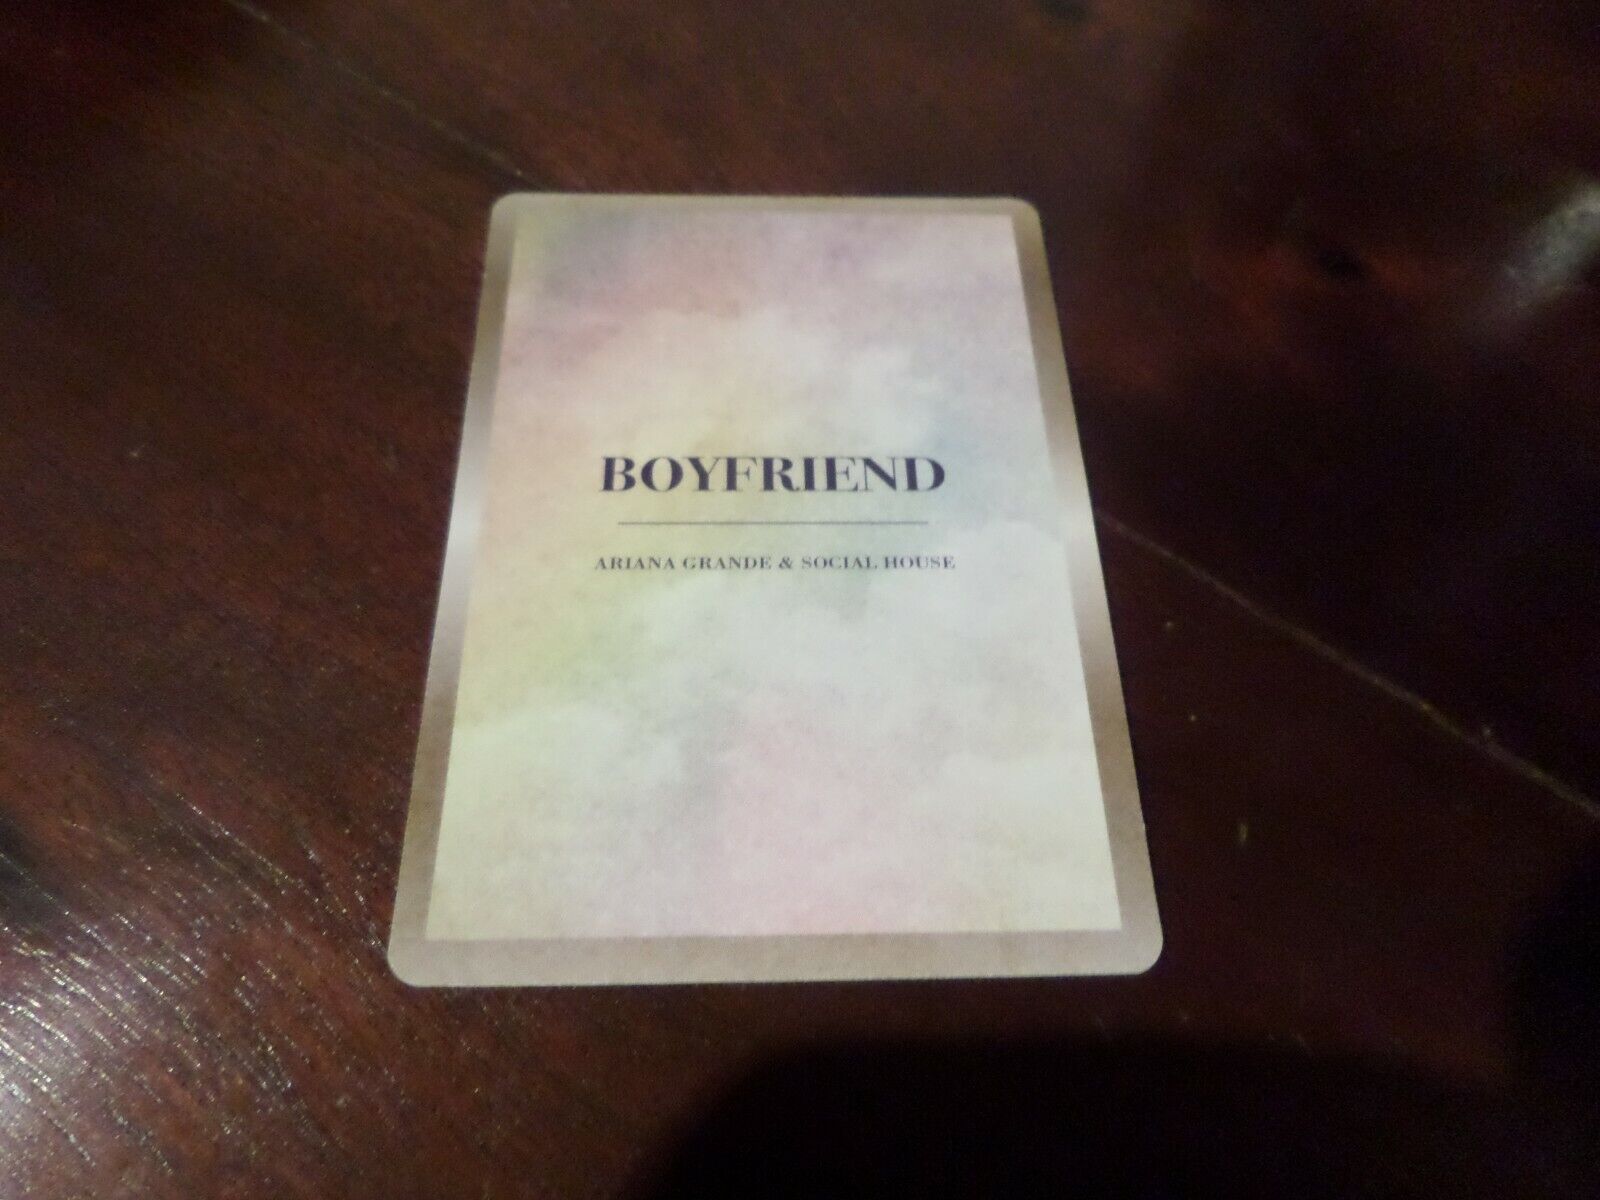 BOYFRIEND
ARIANA GRANDE & SOCIAL HOUSE